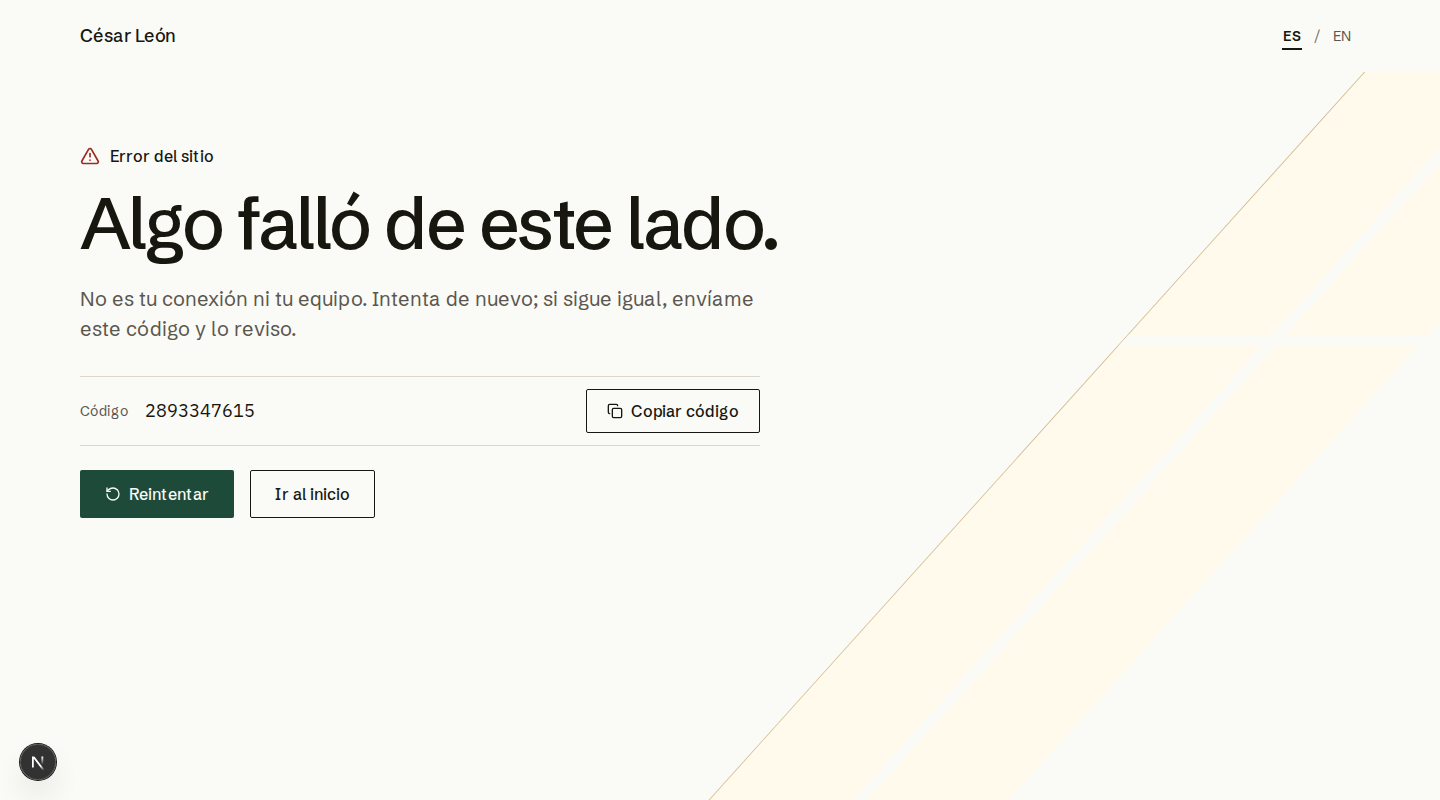 César León
ES / EN
Error del sitio
Algo falló de este lado.
No es tu conexión ni tu equipo. Intenta de nuevo; si sigue igual, envíame
este código y lo reviso.
Código 2893347615
Copiar código
Reintentar
Ir al inicio
N